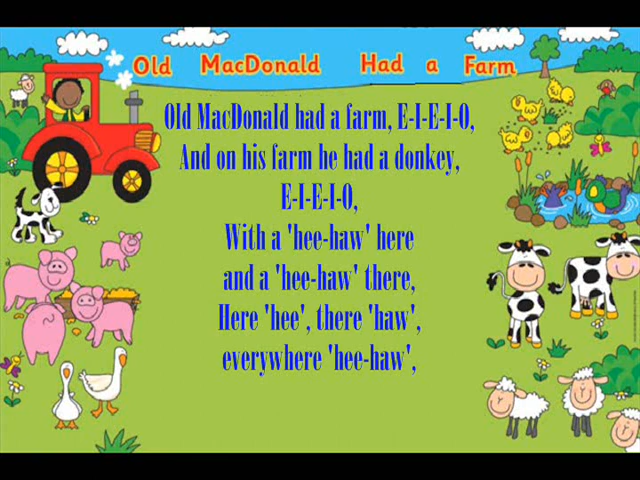 Old MacDonald Had a Farm
Old MacDonald had a farm, E-I-E-I-O,
And on his farm he had a donkey,
E-I-E-I-O,
With a 'hee-haw' here
and a 'hee-haw' there,
Here 'hee', there 'haw',
everywhere 'hee-haw',